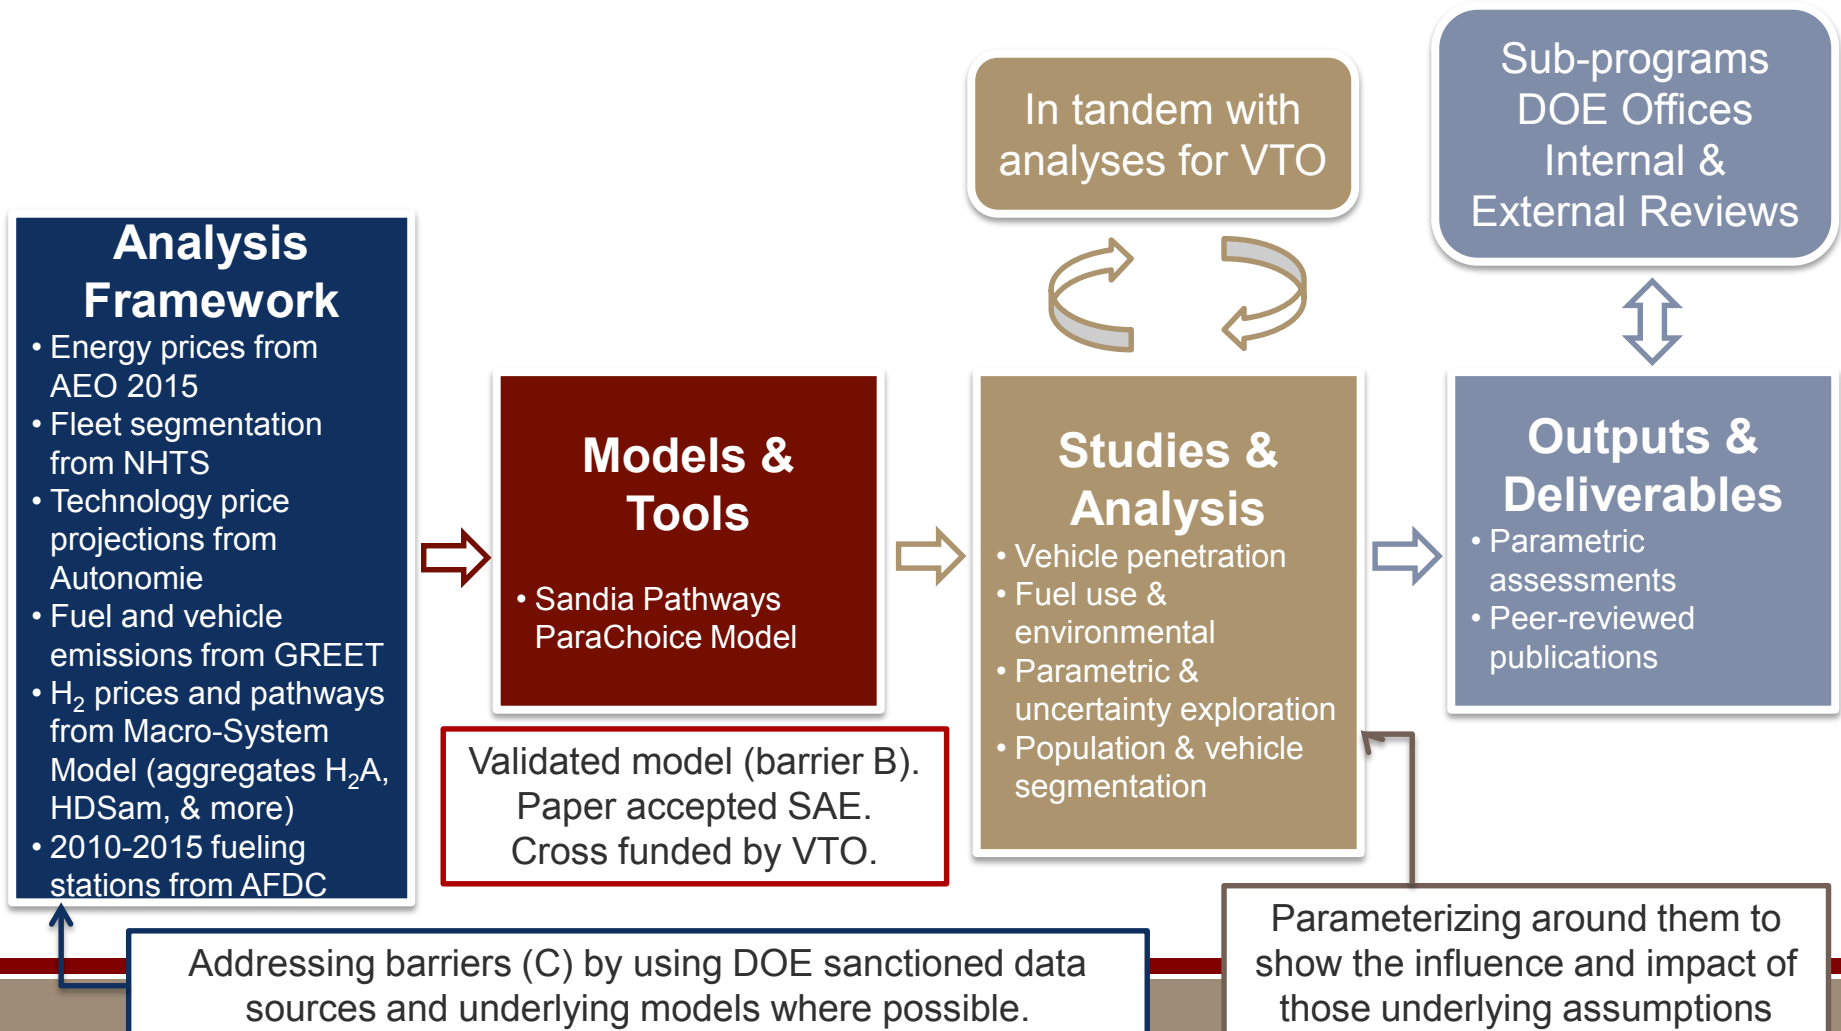 Analysis
Framework
• Energy prices from
AEO 2015
• Fleet segmentation
from NHTS
• Technology price
projections from
Autonomie
• Fuel and vehicle
emissions from GREET
• H₂ prices and pathways
from Macro-System
Model (aggregates H₂A,
HDSam, & more)
• 2010-2015 fueling
stations from AFDC
Models &
Tools
• Sandia Pathways
ParaChoice Model
Validated model (barrier B).
Paper accepted SAE.
Cross funded by VTO.
In tandem with
analyses for VTO
Studies &
Analysis
• Vehicle penetration
• Fuel use &
environmental
• Parametric &
uncertainty exploration
• Population & vehicle
segmentation
Sub-programs
DOE Offices
Internal &
External Reviews
Outputs &
Deliverables
• Parametric
assessments
• Peer-reviewed
publications
Addressing barriers (C) by using DOE sanctioned data
sources and underlying models where possible.
Parameterizing around them to
show the influence and impact of
those underlying assumptions